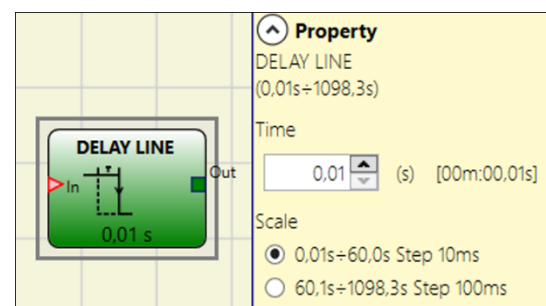 DELAY LINE
In
Out
0,01 s
Property
DELAY LINE
(0,01s÷1098,3s)
Time
0,01 (s) [00m:00,01s]
Scale
0,01s÷60,0s Step 10ms
60,1s÷1098,3s Step 100ms